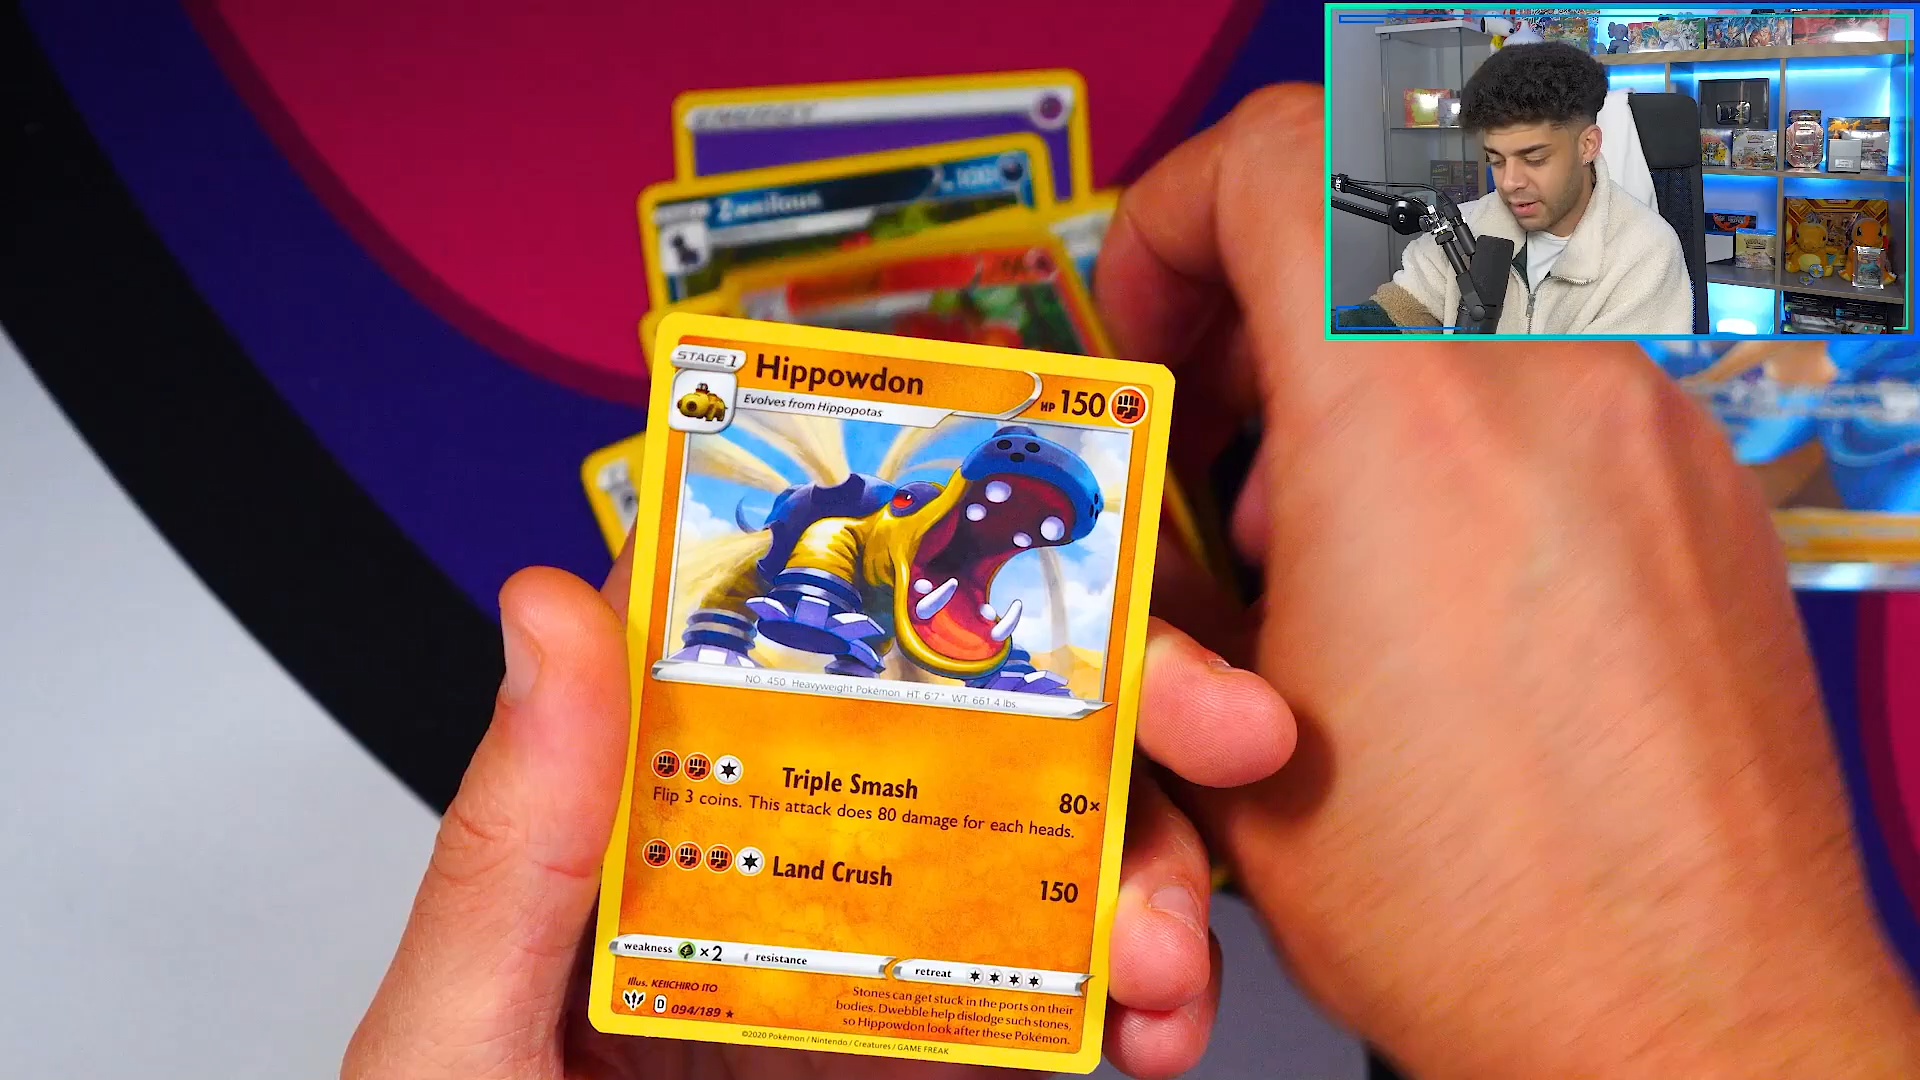 ENERGY
Zweilous
100
STAGE 1
Hippowdon
HP 150
Evolves from Hippopotas
NO. 450 Heavyweight Pokémon HT: 6'7" WT: 661.4 lbs.
Triple Smash
80×
Flip 3 coins. This attack does 80 damage for each heads.
Land Crush
150
weakness ×2 resistance retreat
Illus. KEIICHIRO ITO
D 094/189 ★
Stones can get stuck in the ports on their
bodies. Dwebble help dislodge such stones,
so Hippowdon look after these Pokémon.
©2020 Pokémon / Nintendo / Creatures / GAME FREAK